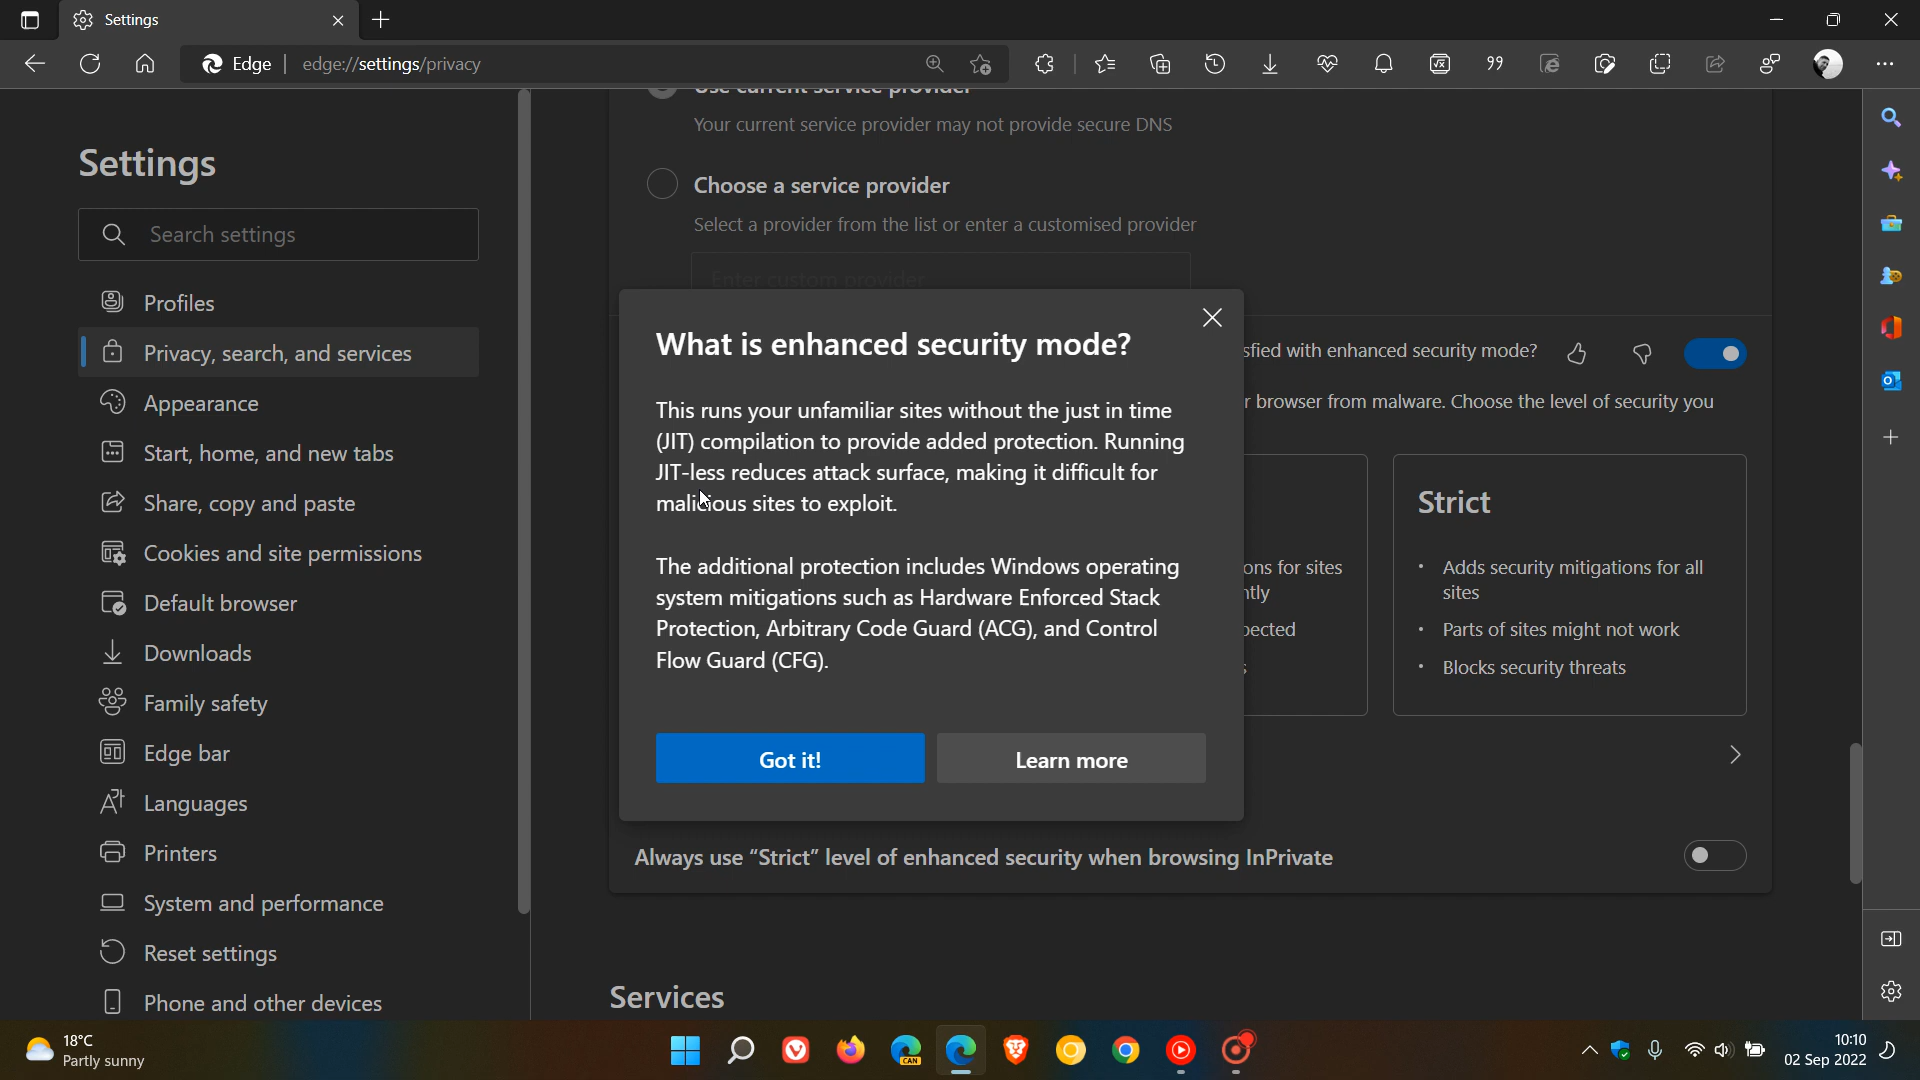 Settings
Edge
edge://settings/privacy
Settings
Search settings
Profiles
Privacy, search, and services
Appearance
Start, home, and new tabs
Share, copy and paste
Cookies and site permissions
Default browser
Downloads
Family safety
Edge bar
Languages
Printers
System and performance
Reset settings
Phone and other devices
Use current service provider
Your current service provider may not provide secure DNS
Choose a service provider
Select a provider from the list or enter a customised provider
Enter custom provider
sfied with enhanced security mode?
r browser from malware. Choose the level of security you
What is enhanced security mode?
This runs your unfamiliar sites without the just in time
(JIT) compilation to provide added protection. Running
JIT-less reduces attack surface, making it difficult for
malicious sites to exploit.
The additional protection includes Windows operating
system mitigations such as Hardware Enforced Stack
Protection, Arbitrary Code Guard (ACG), and Control
Flow Guard (CFG).
Got it!
Learn more
ons for sites
ntly
pected
s
Strict
• Adds security mitigations for all
sites
• Parts of sites might not work
• Blocks security threats
Always use “Strict” level of enhanced security when browsing InPrivate
Services
18°C
Partly sunny
CAN
10:10
02 Sep 2022